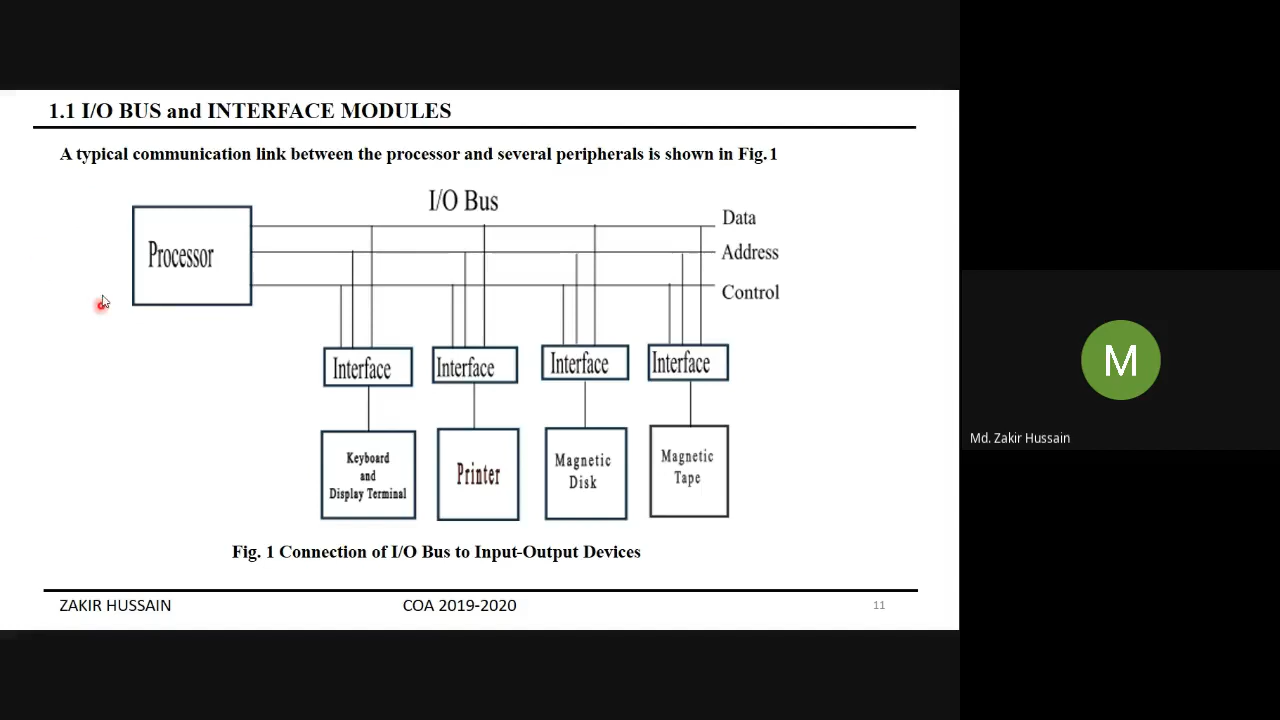 1.1 I/O BUS and INTERFACE MODULES
A typical communication link between the processor and several peripherals is shown in Fig.1
I/O Bus
Data
Processor
Address
Control
Interface
Interface
Interface
Interface
Keyboard
and
Display Terminal
Printer
Magnetic
Disk
Magnetic
Tape
Fig. 1 Connection of I/O Bus to Input-Output Devices
ZAKIR HUSSAIN
COA 2019-2020
11
M
Md. Zakir Hussain